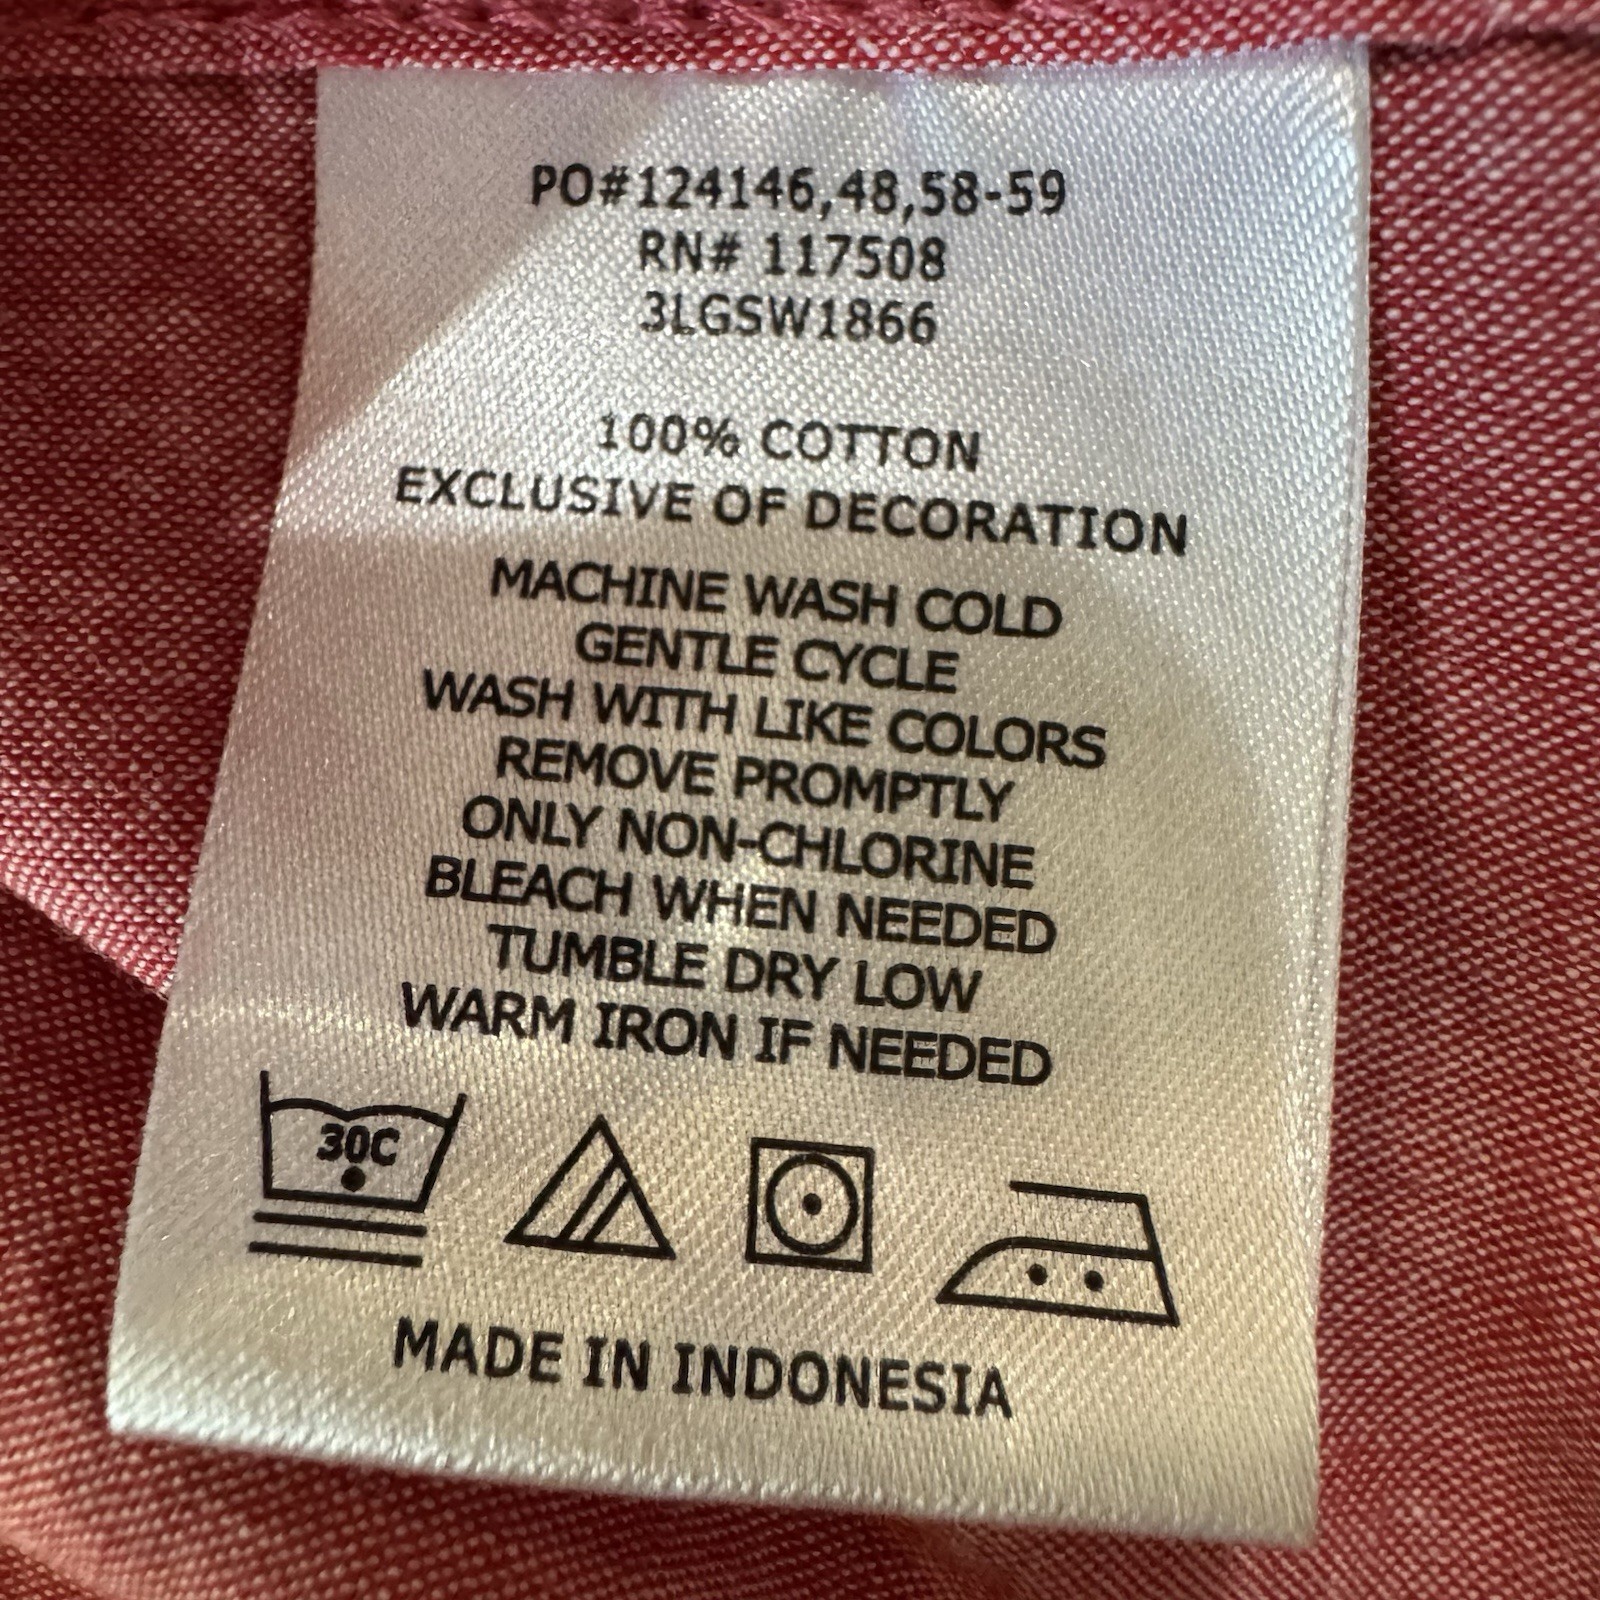 PO#124146,48,58-59
RN# 117508
3LGSW1866
100% COTTON
EXCLUSIVE OF DECORATION
MACHINE WASH COLD
GENTLE CYCLE
WASH WITH LIKE COLORS
REMOVE PROMPTLY
ONLY NON-CHLORINE
BLEACH WHEN NEEDED
TUMBLE DRY LOW
WARM IRON IF NEEDED
30C
MADE IN INDONESIA